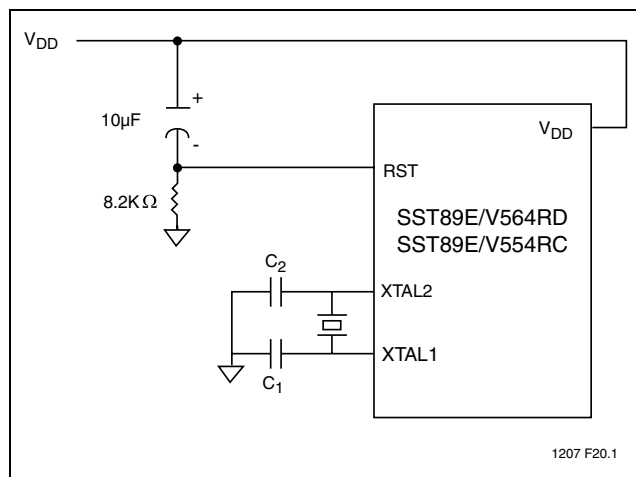 VDD
+
10µF
-
VDD
RST
8.2KΩ
SST89E/V564RD
SST89E/V554RC
C2
XTAL2
XTAL1
C1
1207 F20.1